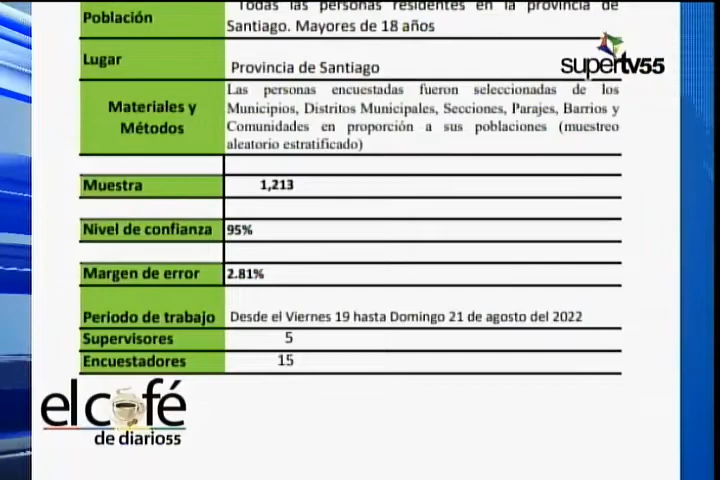 Población
Todas las personas residentes en la provincia de
Santiago. Mayores de 18 años
Lugar
Provincia de Santiago
supertv55
Materiales y
Métodos
Las personas encuestadas fueron seleccionadas de los
Municipios, Distritos Municipales, Secciones, Parajes, Barrios y
Comunidades en proporción a sus poblaciones (muestreo
aleatorio estratificado)
Muestra 1,213
Nivel de confianza 95%
Margen de error 2.81%
Periodo de trabajo Desde el Viernes 19 hasta Domingo 21 de agosto del 2022
Supervisores 5
Encuestadores 15
el café
de diario55